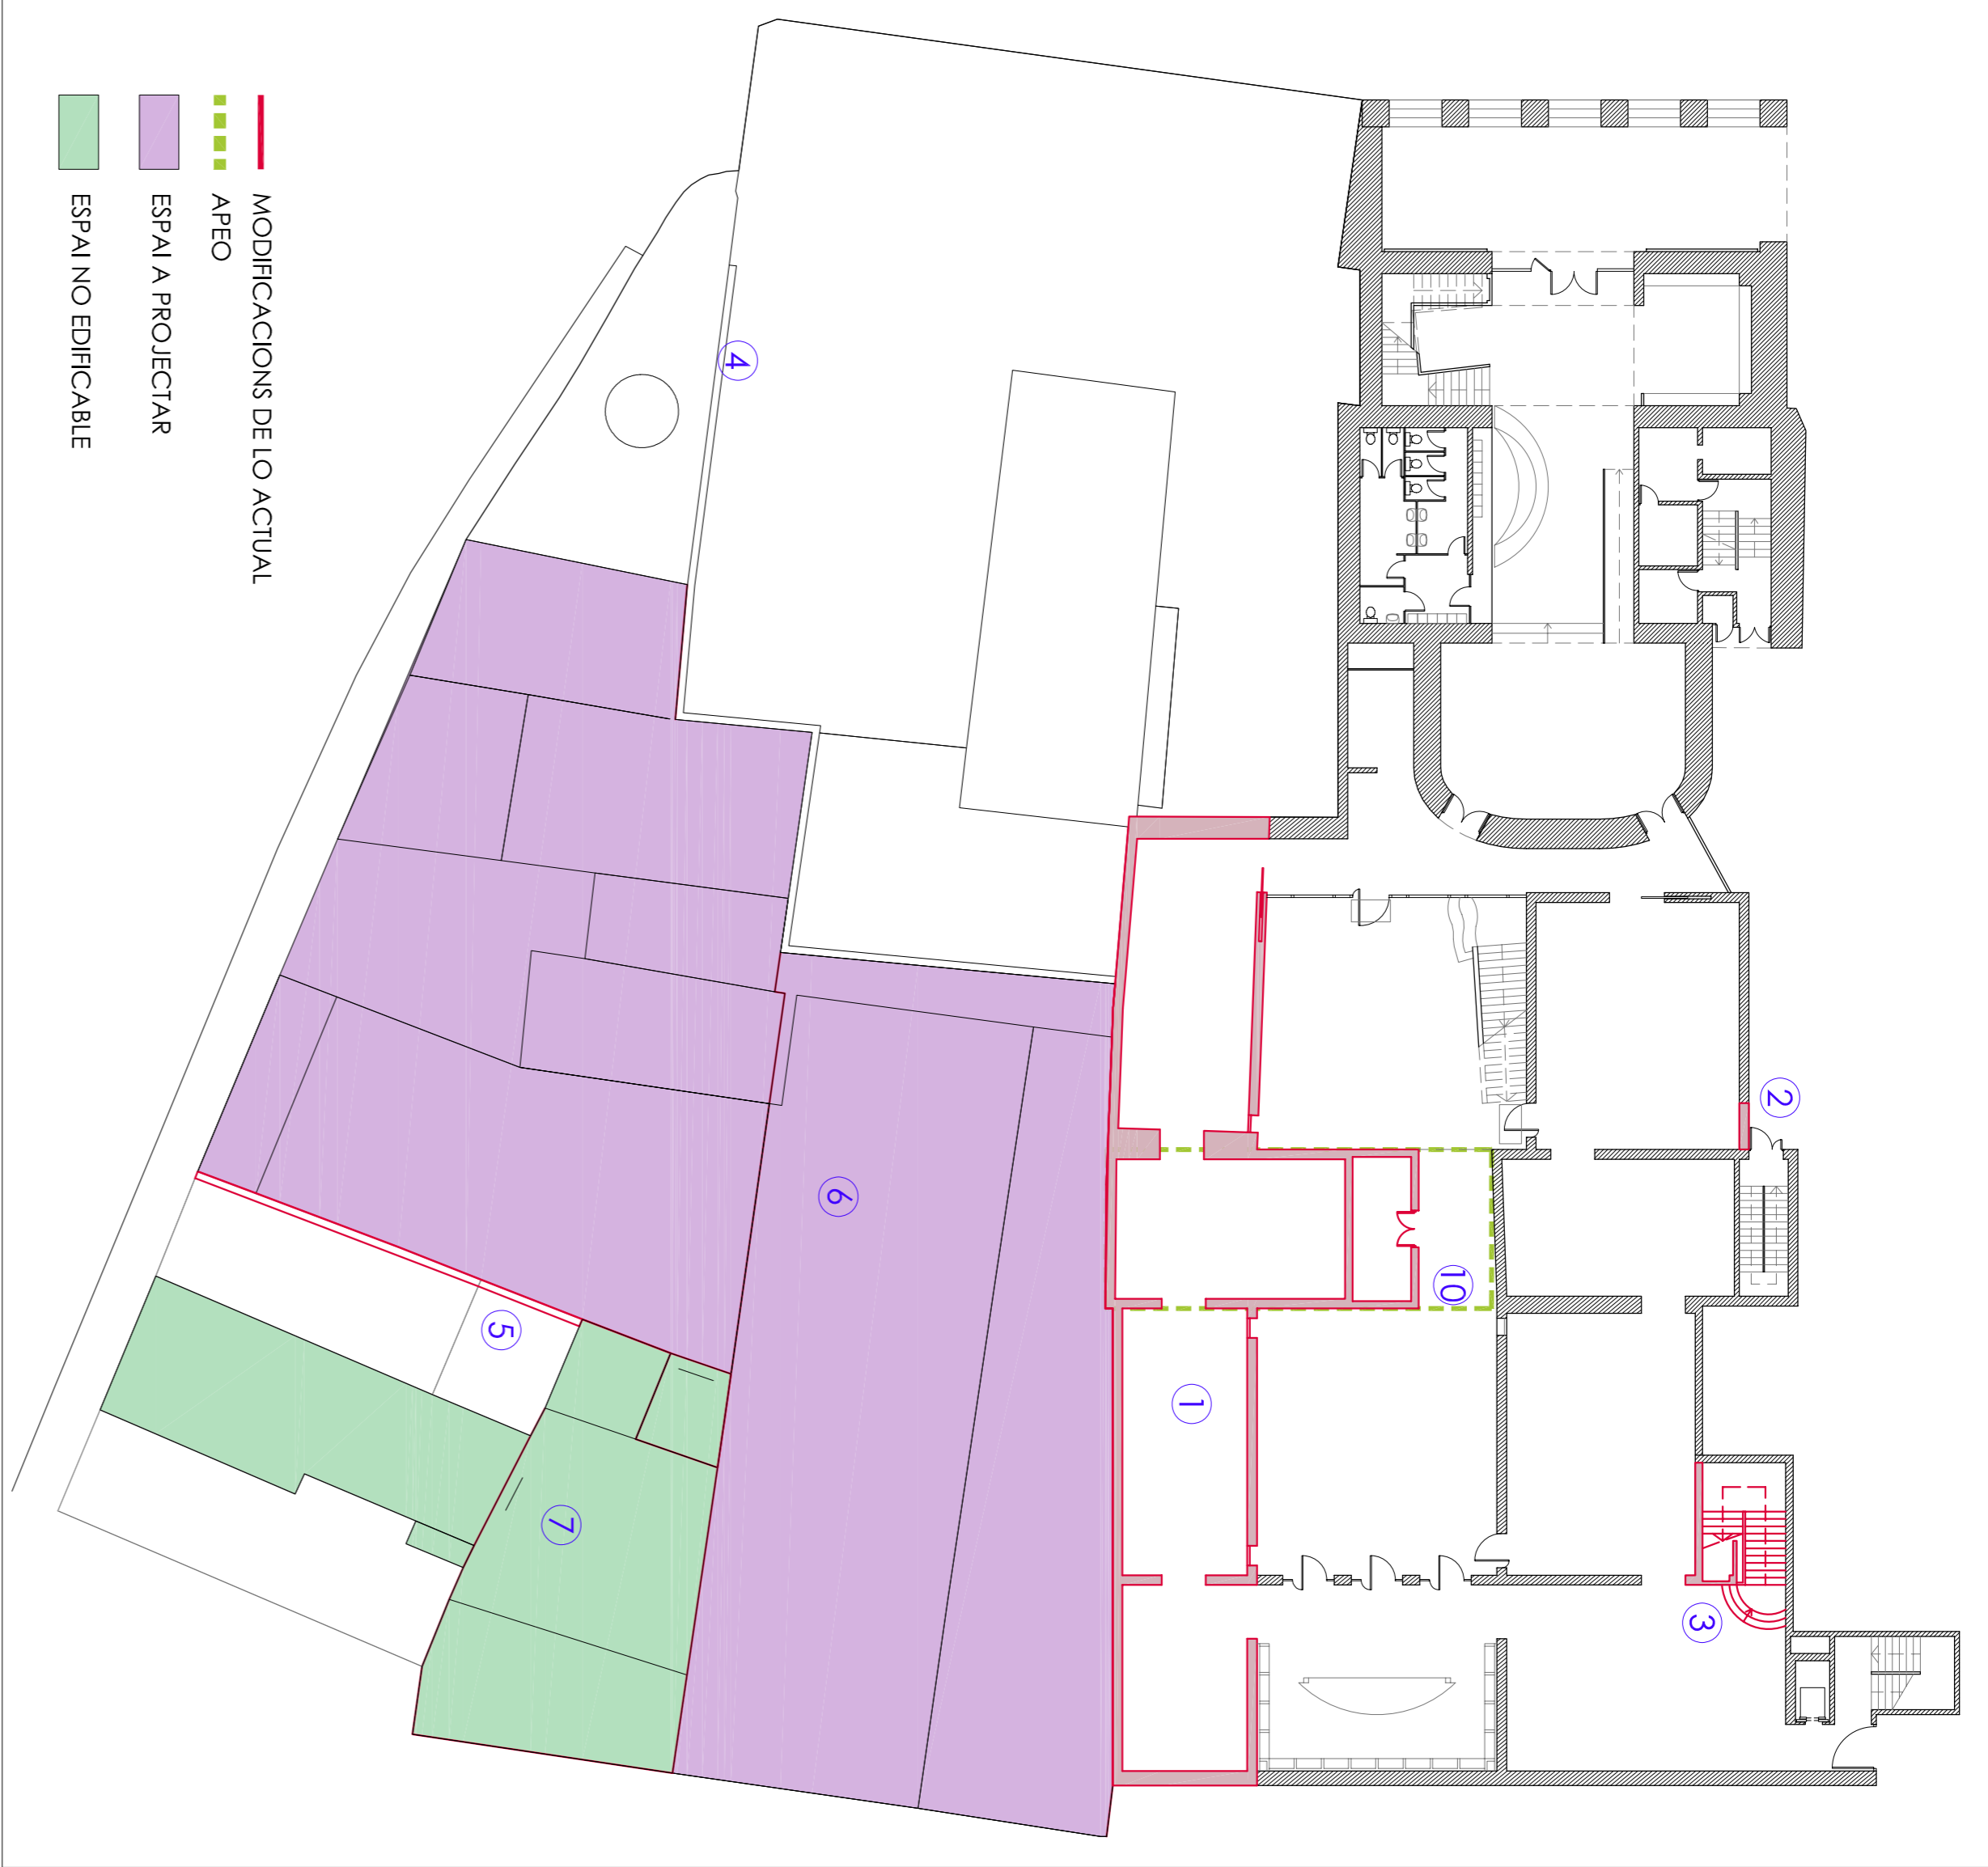 MODIFICACIONS DE LO ACTUAL
APEO
ESPAI A PROJECTAR
ESPAI NO EDIFICABLE
4
2
6
10
5
1
7
3